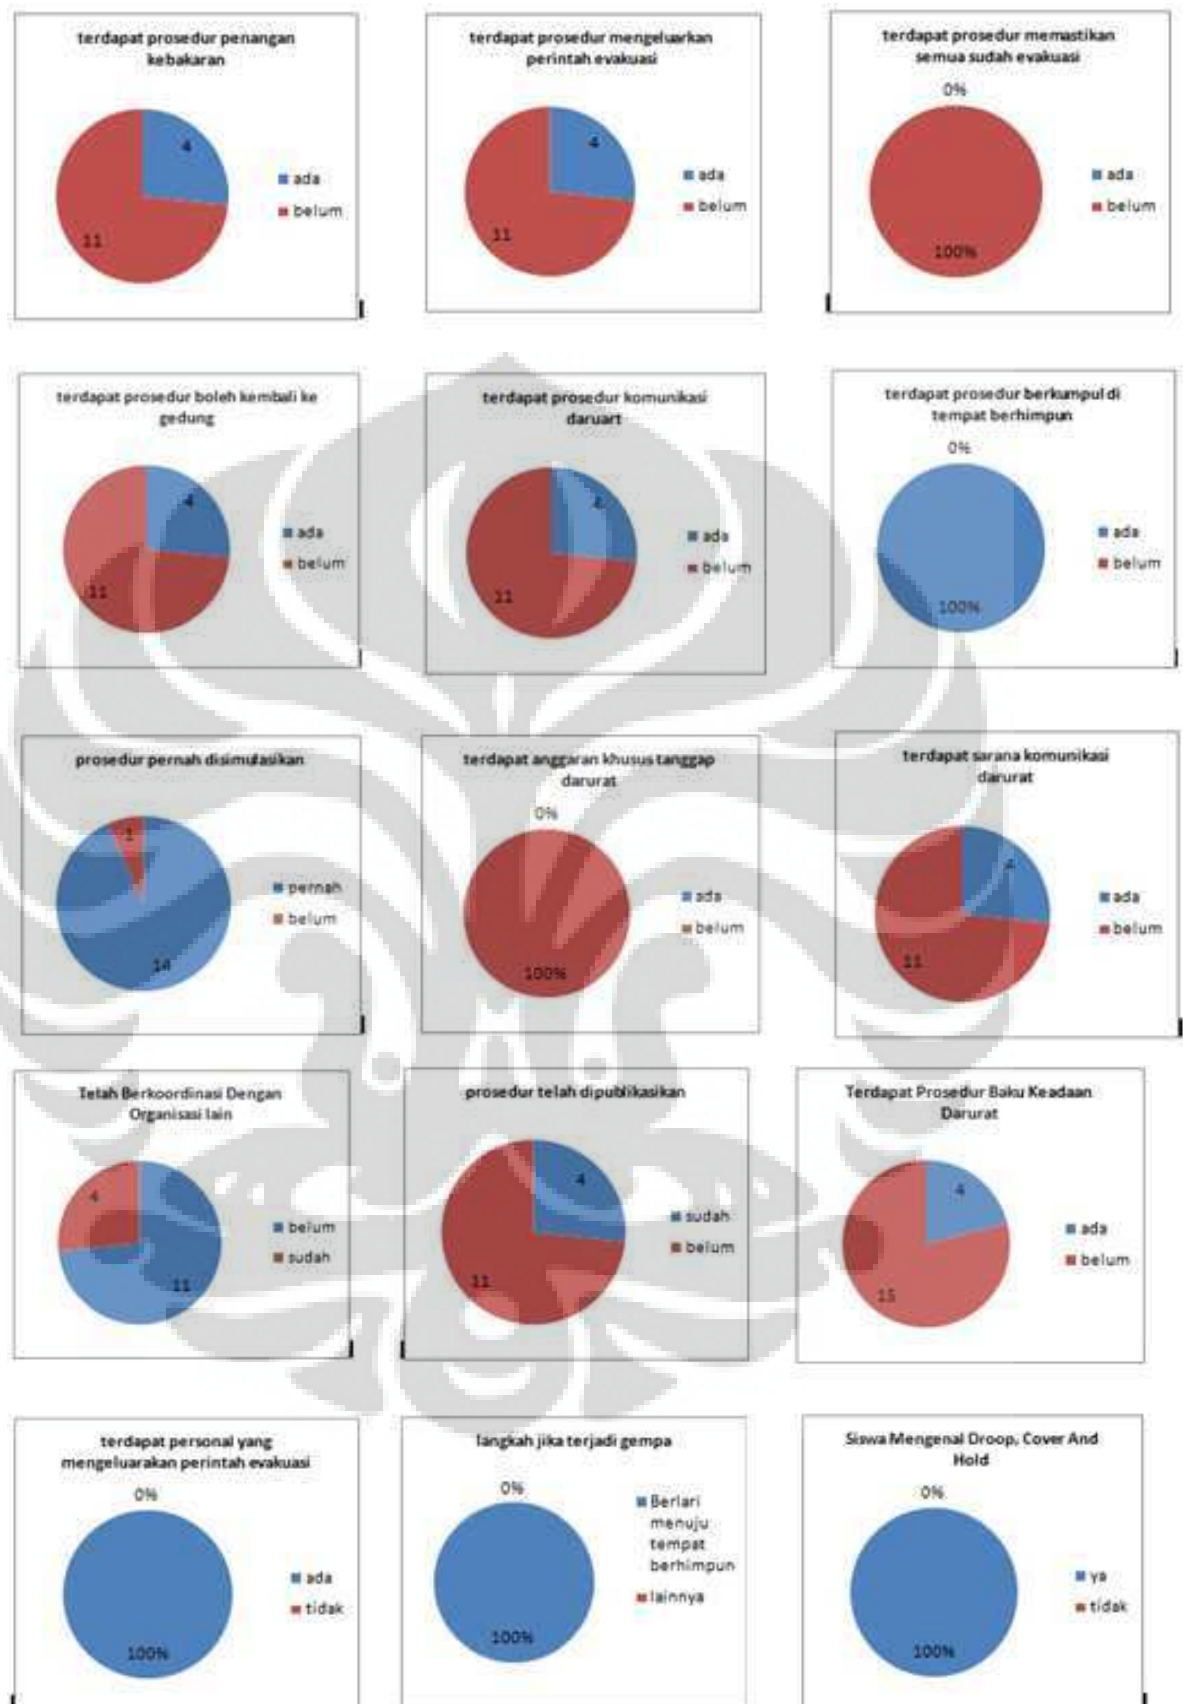 terdapat prosedur penangan
kebakaran
4
11
ada
belum
terdapat prosedur mengeluarkan
perintah evakuasi
4
11
ada
belum
terdapat prosedur memastikan
semua sudah evakuasi
0%
100%
ada
belum
terdapat prosedur boleh kembali ke
gedung
4
11
ada
belum
terdapat prosedur komunikasi
daruart
4
11
ada
belum
terdapat prosedur berkumpul di
tempat berhimpun
0%
100%
ada
belum
prosedur pernah disimulasikan
1
14
pernah
belum
terdapat anggaran khusus tanggap
darurat
0%
100%
ada
belum
terdapat sarana komunikasi
darurat
4
11
ada
belum
Telah Berkoordinasi Dengan
Organisasi lain
4
11
belum
sudah
prosedur telah dipublikasikan
4
11
sudah
belum
Terdapat Prosedur Baku Keadaan
Darurat
4
15
ada
belum
terdapat personal yang
mengeluarakan perintah evakuasi
0%
100%
ada
tidak
langkah jika terjadi gempa
0%
100%
Berlari
menuju
tempat
berhimpun
lainnya
Siswa Mengenal Droop, Cover And
Hold
0%
100%
ya
tidak